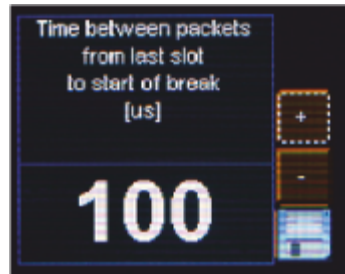 Time between packets
from last slot
to start of break
[us]
+
-
100